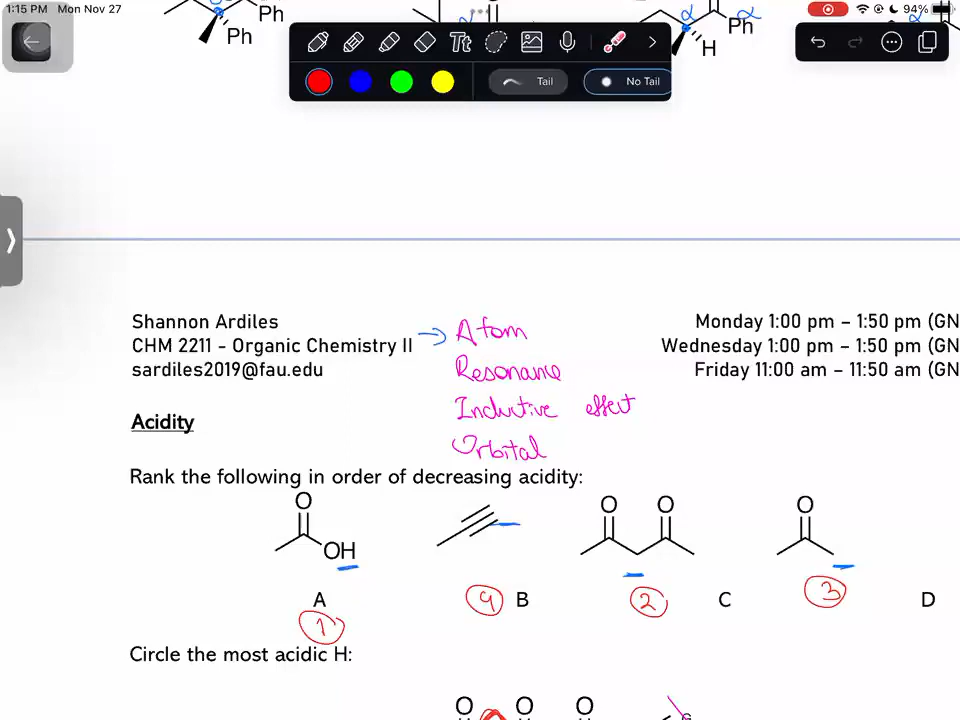 1:15 PM Mon Nov 27
94%
Ph
Ph
α
α
Ph
H
α
Tt
Tail
No Tail
Shannon Ardiles
CHM 2211 - Organic Chemistry II
sardiles2019@fau.edu
Atom
Resonance
Inductive effect
Orbital
Monday 1:00 pm – 1:50 pm (GN
Wednesday 1:00 pm – 1:50 pm (GN
Friday 11:00 am – 11:50 am (GN
Acidity
Rank the following in order of decreasing acidity:
O
OH
O O
O
A B C D
1 4 2 3
Circle the most acidic H:
O O O